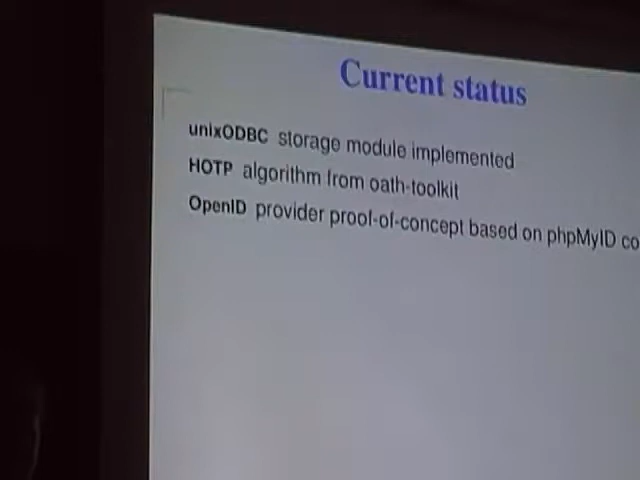 Current status
unixODBC storage module implemented
HOTP algorithm from oath-toolkit
OpenID provider proof-of-concept based on phpMyID co